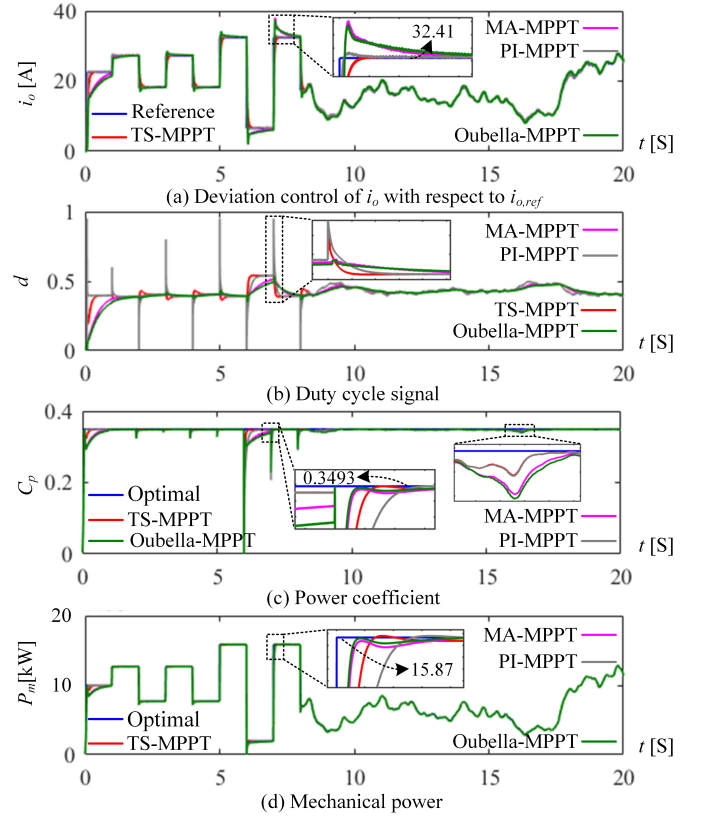 40
32.41
MA-MPPT
PI-MPPT
20
i_o [A]
Reference
TS-MPPT
Oubella-MPPT
t [S]
0
0 5 10 15 20
(a) Deviation control of i_o with respect to i_o,ref
1
MA-MPPT
PI-MPPT
d
0.5
TS-MPPT
Oubella-MPPT
t [S]
0
0 5 10 15 20
(b) Duty cycle signal
0.4
C_p
0.2
0.3493
Optimal
TS-MPPT
Oubella-MPPT
MA-MPPT
PI-MPPT
t [S]
0
0 5 10 15 20
(c) Power coefficient
20
MA-MPPT
PI-MPPT
15.87
P_m[kW]
10
Optimal
TS-MPPT
Oubella-MPPT
t [S]
0
0 5 10 15 20
(d) Mechanical power